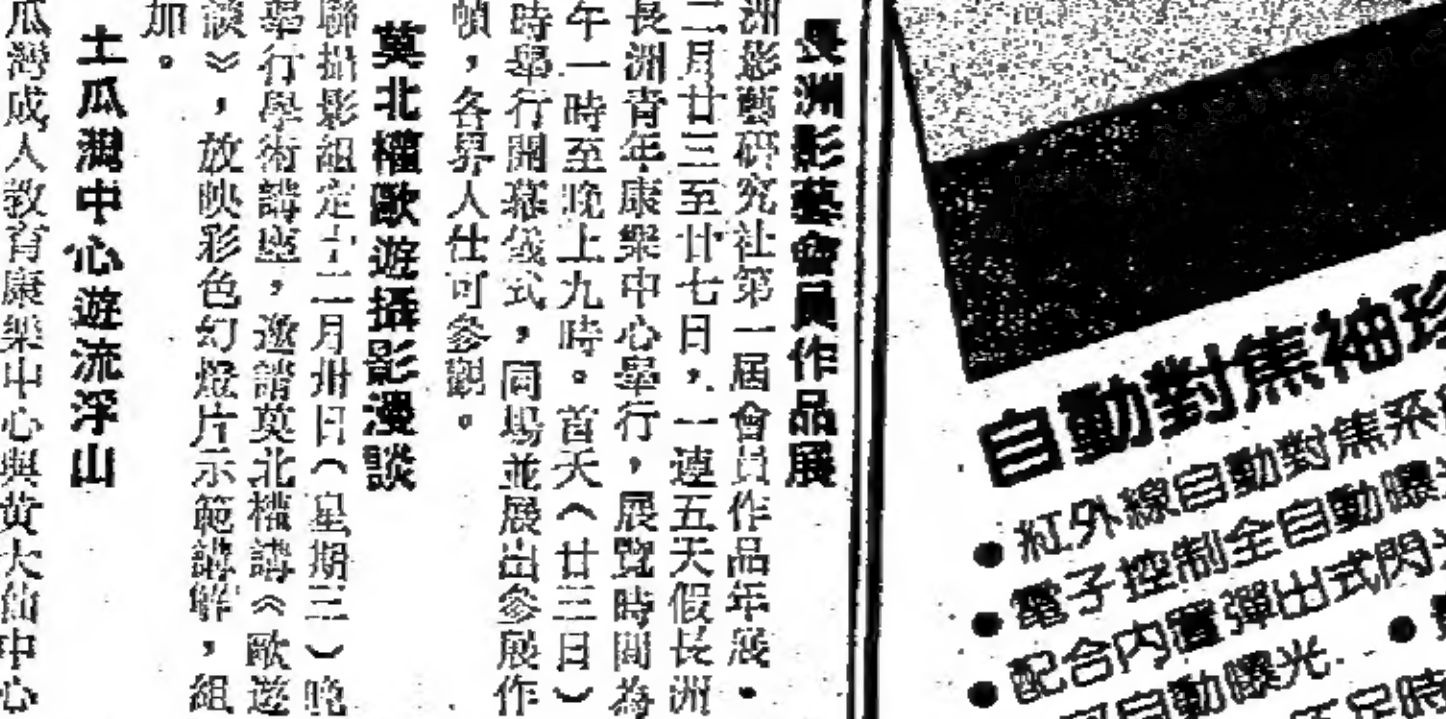 長洲影藝會員作品展
洲影藝研究社第一屆會員作品年展，
二月廿三至廿七日，一連五天假長洲
長洲青年康樂中心舉行，展覽時間為
午一時至晚上九時。首天（廿三日）
時舉行開幕儀式，同場並展出參展作
幀，各界人仕可參觀。
莫北權歐遊攝影漫談
聯攝影組定十二月卅日（星期三）晚
舉行學術講座，邀請莫北權講《歐遊
談》，放映彩色幻燈片示範講解，組
加。
土瓜灣中心遊流浮山
瓜灣成人教育康樂中心與黃大仙中心
自動對焦袖珍
●紅外線自動對焦系
●電子控制全自動曝
●配合內置彈出式閃
自動曝光．●
足時